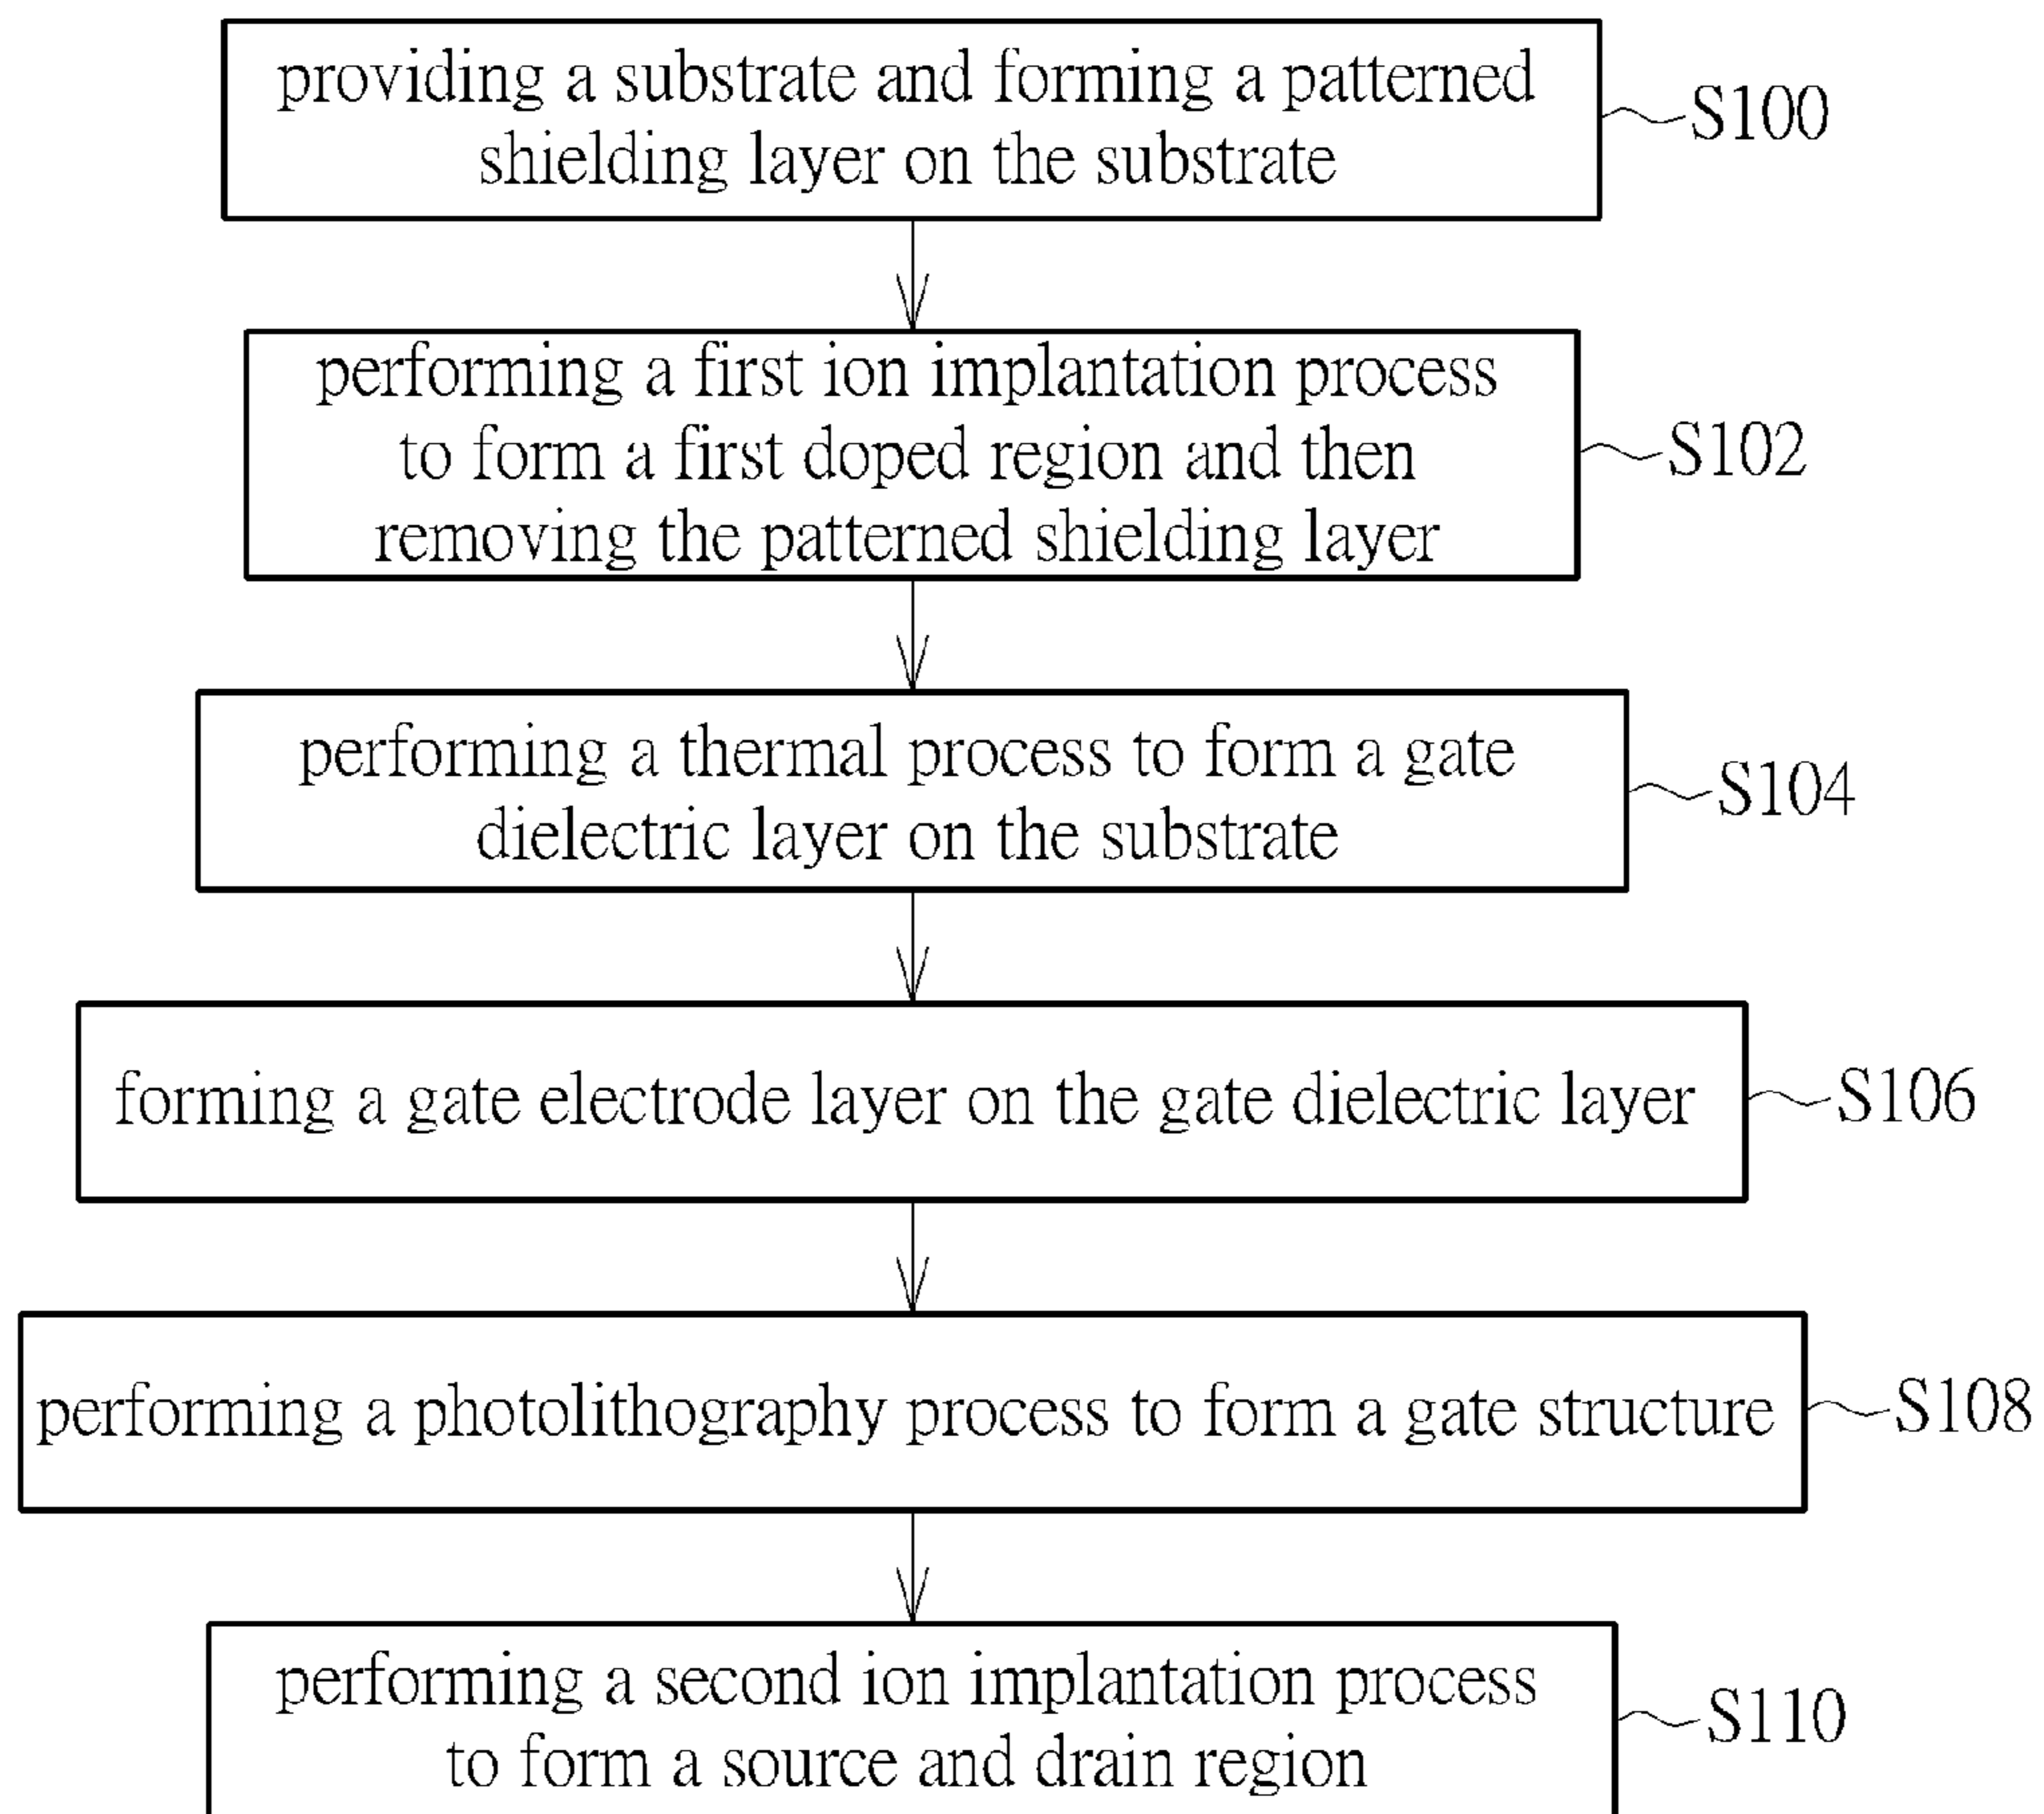 providing a substrate and forming a patterned
shielding layer on the substrate
S100
performing a first ion implantation process
to form a first doped region and then
removing the patterned shielding layer
S102
performing a thermal process to form a gate
dielectric layer on the substrate
S104
forming a gate electrode layer on the gate dielectric layer
S106
performing a photolithography process to form a gate structure
S108
performing a second ion implantation process
to form a source and drain region
S110